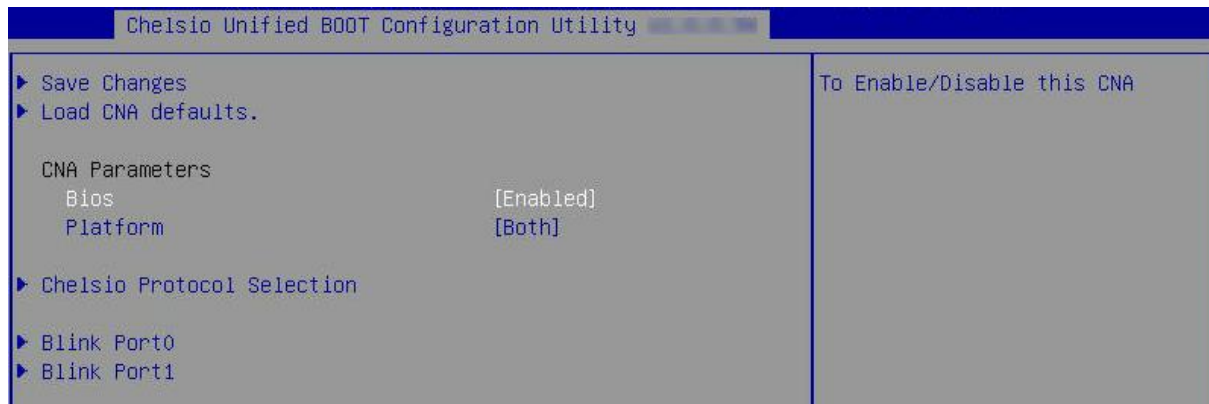 Chelsio Unified BOOT Configuration Utility
Save Changes
Load CNA defaults.
CNA Parameters
Bios [Enabled]
Platform [Both]
Chelsio Protocol Selection
Blink Port0
Blink Port1
To Enable/Disable this CNA